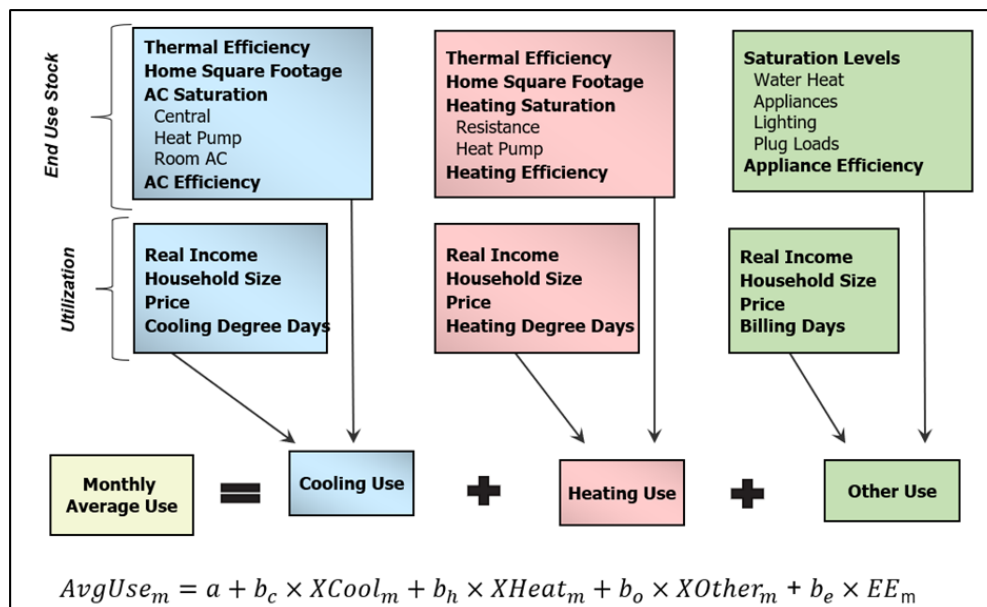 End Use Stock
Thermal Efficiency
Home Square Footage
AC Saturation
Central
Heat Pump
Room AC
AC Efficiency
Thermal Efficiency
Home Square Footage
Heating Saturation
Resistance
Heat Pump
Heating Efficiency
Saturation Levels
Water Heat
Appliances
Lighting
Plug Loads
Appliance Efficiency
Utilization
Real Income
Household Size
Price
Cooling Degree Days
Real Income
Household Size
Price
Heating Degree Days
Real Income
Household Size
Price
Billing Days
Monthly
Average Use
=
Cooling Use
+
Heating Use
+
Other Use
AvgUse_m = a + b_c × XCool_m + b_h × XHeat_m + b_o × XOther_m + b_e × EE_m